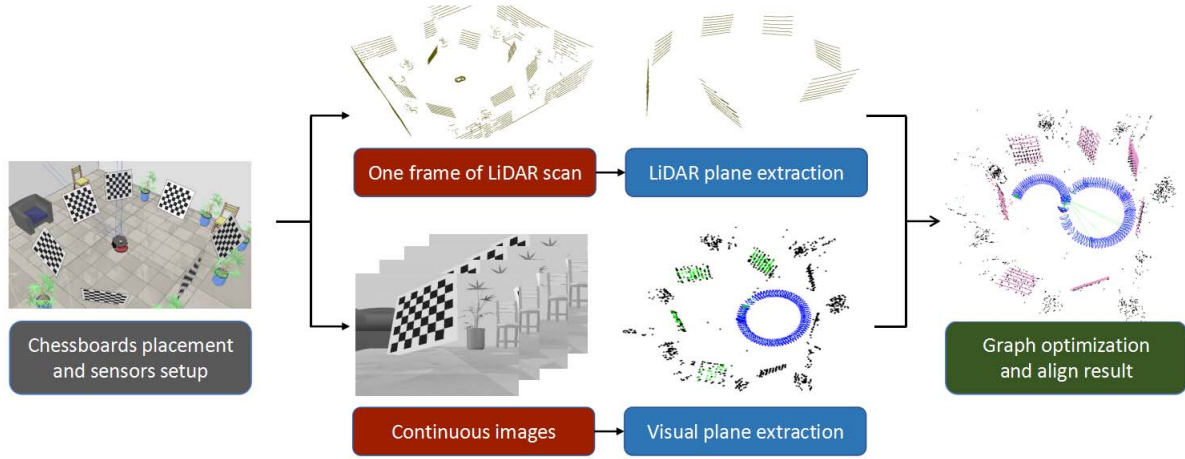 One frame of LiDAR scan
LiDAR plane extraction
Chessboards placement
and sensors setup
Graph optimization
and align result
Continuous images
Visual plane extraction